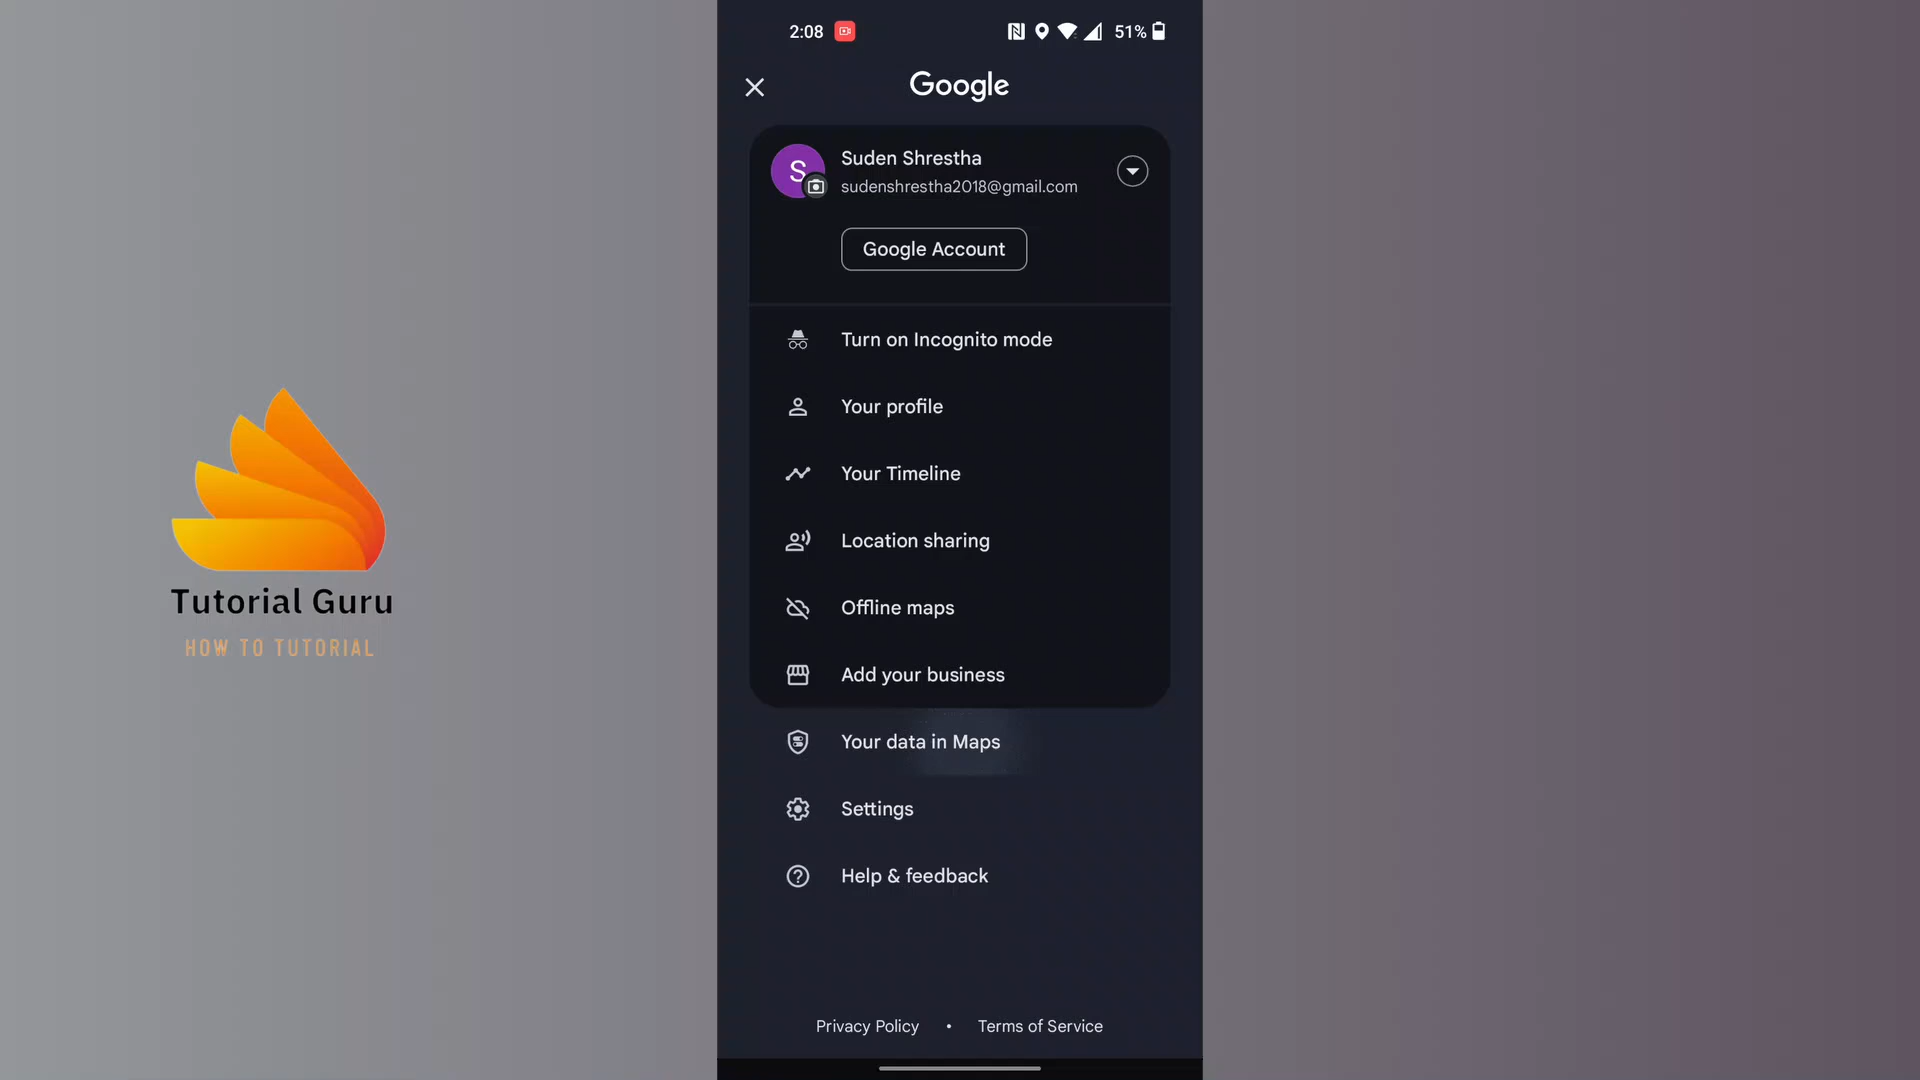 2:08
51%
Google
S
Suden Shrestha
sudenshrestha2018@gmail.com
Google Account
Turn on Incognito mode
Your profile
Your Timeline
Location sharing
Offline maps
Add your business
Your data in Maps
Settings
Help & feedback
Privacy Policy • Terms of Service
Tutorial Guru
HOW TO TUTORIAL